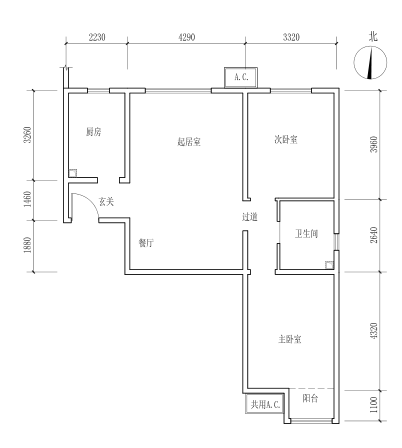 北
2230
4290
3320
A.C.
厨房
起居室
次卧室
3260
3960
玄关
1460
过道
卫生间
餐厅
1880
2640
主卧室
4320
共用A.C.
阳台
1100